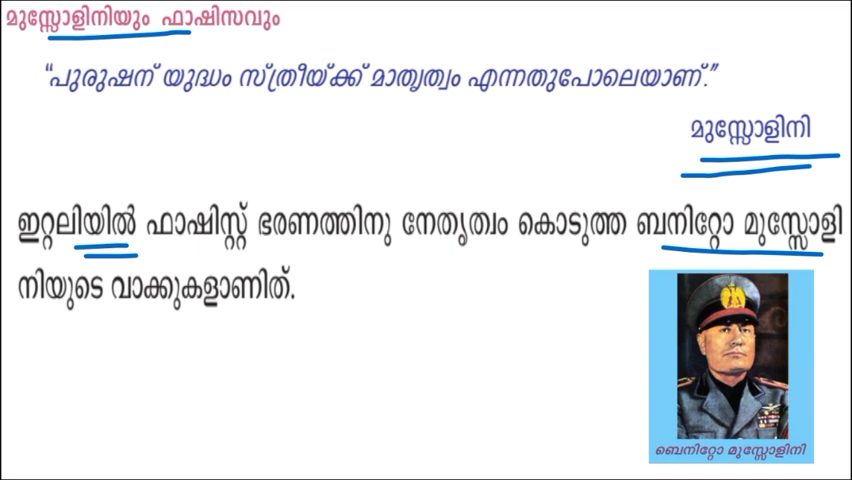 മുസ്സോളിനിയും ഫാഷിസവും
“പുരുഷന് യുദ്ധം സ്ത്രീയ്ക്ക് മാതൃത്വം എന്നതുപോലെയാണ്.”
മുസ്സോളിനി
ഇറ്റലിയിൽ ഫാഷിസ്റ്റ് ഭരണത്തിനു നേതൃത്വം കൊടുത്ത ബനിറ്റോ മുസ്സോളി
നിയുടെ വാക്കുകളാണിത്.
ബെനിറ്റോ മുസ്സോളിനി